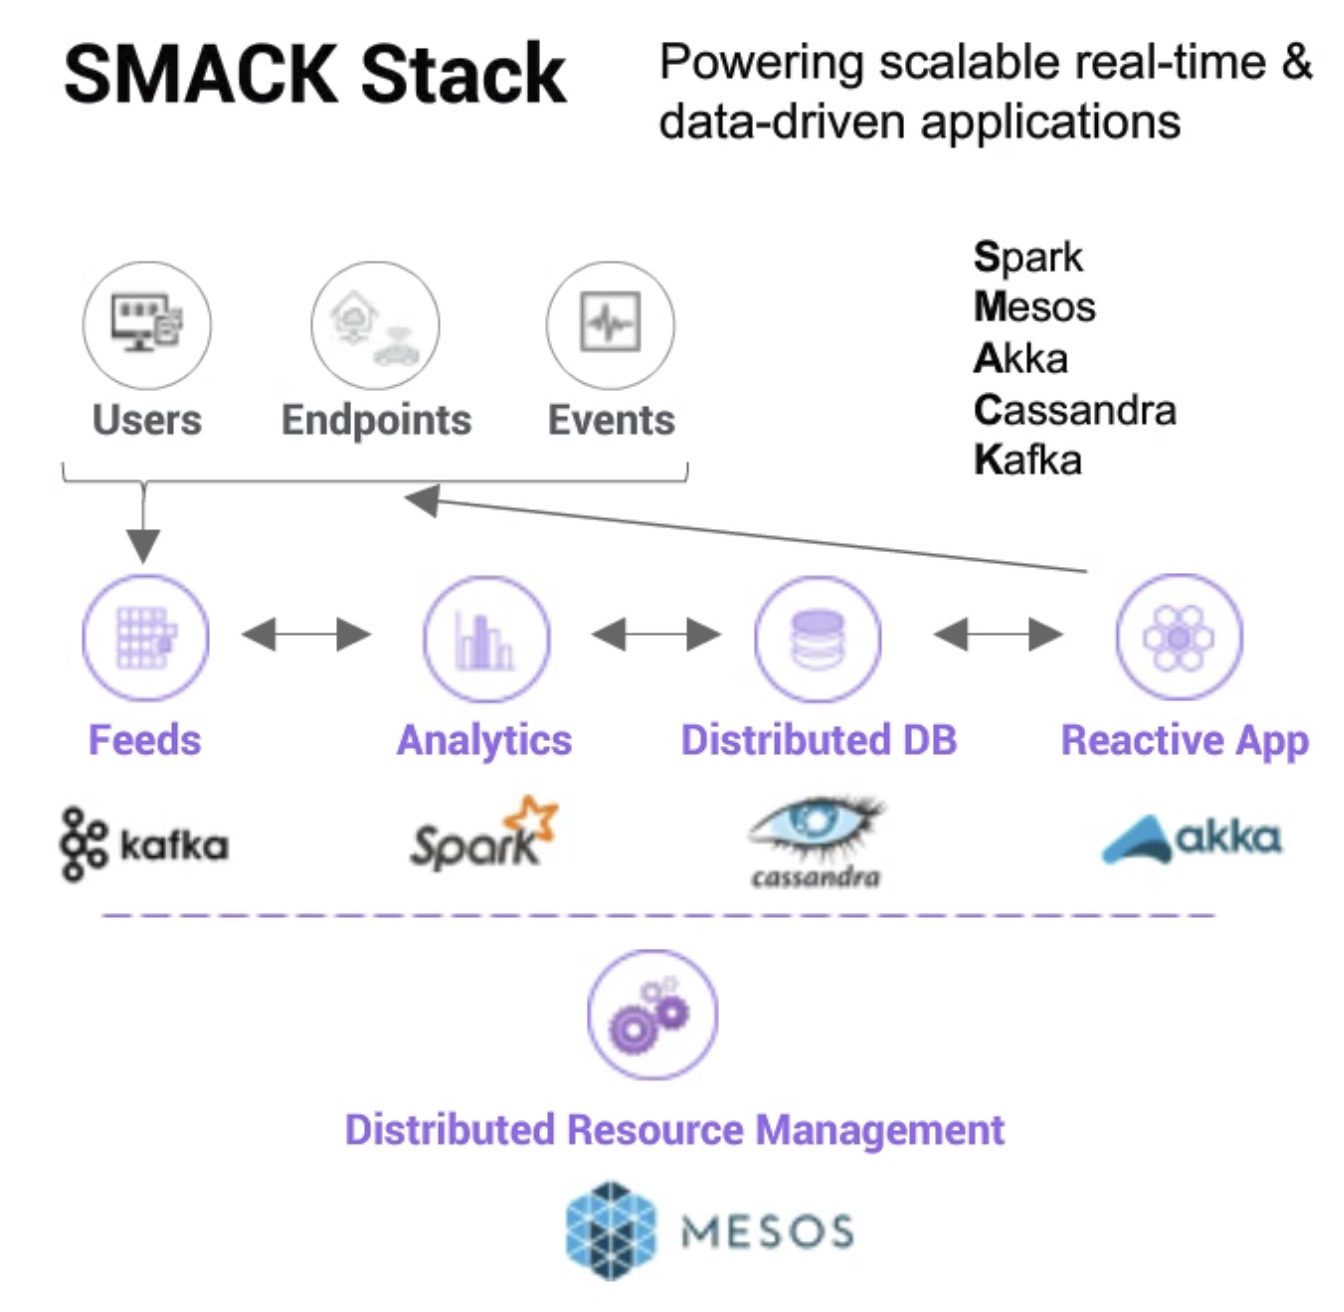 SMACK Stack
Powering scalable real-time &
data-driven applications
Spark
Mesos
Akka
Cassandra
Kafka
Users
Endpoints
Events
Feeds
Analytics
Distributed DB
Reactive App
kafka
Spark
cassandra
akka
Distributed Resource Management
MESOS